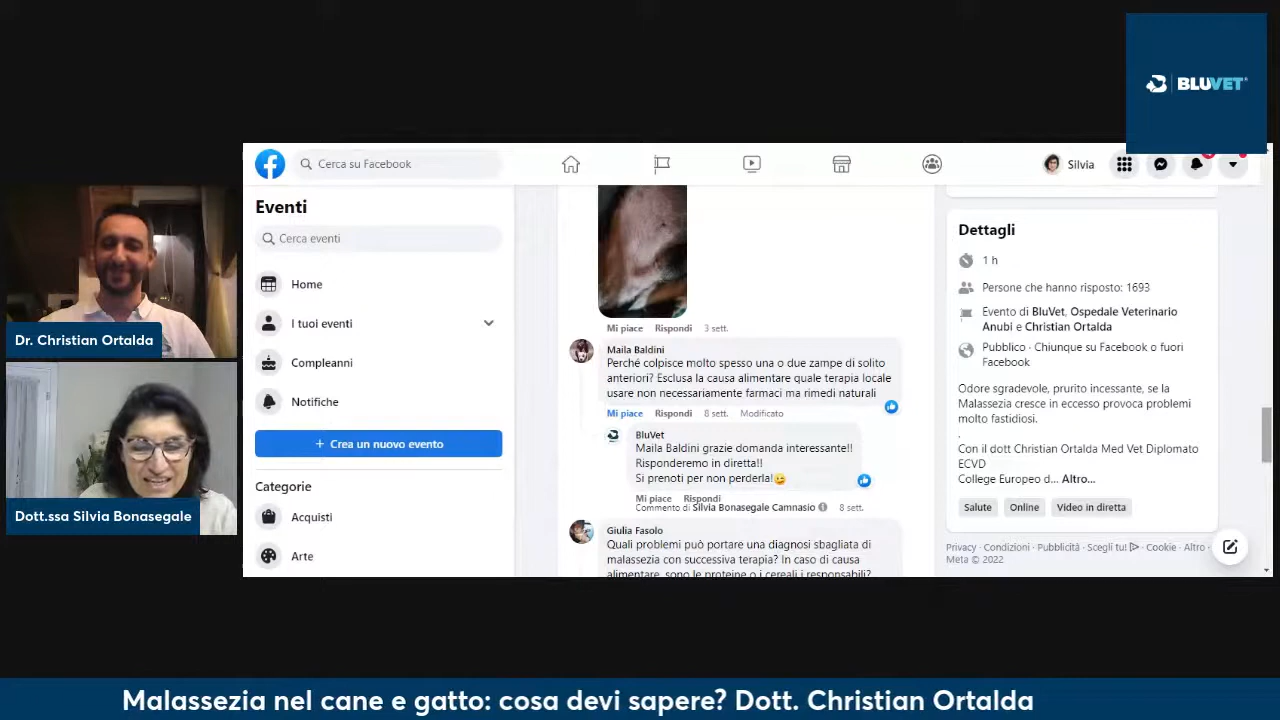 BLUVET
Cerca su Facebook
Silvia
Eventi
Cerca eventi
Home
I tuoi eventi
Compleanni
Notifiche
+ Crea un nuovo evento
Categorie
Acquisti
Arte
Mi piace Rispondi 3 sett.
Maila Baldini
Perché colpisce molto spesso una o due zampe di solito
anteriori? Esclusa la causa alimentare quale terapia locale
usare non necessariamente farmaci ma rimedi naturali
Mi piace Rispondi 8 sett. Modificato
BluVet
Maila Baldini grazie domanda interessante!!
Risponderemo in diretta!!
Si prenoti per non perderla!😉
Mi piace Rispondi
Commento di Silvia Bonasegale Camnasio 8 sett.
Giulia Fasolo
Quali problemi può portare una diagnosi sbagliata di
malassezia con successiva terapia? In caso di causa
alimentare, sono le proteine o i cereali i responsabili?
Dettagli
1 h
Persone che hanno risposto: 1693
Evento di BluVet, Ospedale Veterinario
Anubi e Christian Ortalda
Pubblico · Chiunque su Facebook o fuori
Facebook
Odore sgradevole, prurito incessante, se la
Malassezia cresce in eccesso provoca problemi
molto fastidiosi.
.
Con il dott Christian Ortalda Med Vet Diplomato
ECVD
College Europeo d... Altro...
Salute Online Video in diretta
Privacy · Condizioni · Pubblicità · Scegli tu! · Cookie · Altro ·
Meta © 2022
Dr. Christian Ortalda
Dott.ssa Silvia Bonasegale
Malassezia nel cane e gatto: cosa devi sapere? Dott. Christian Ortalda